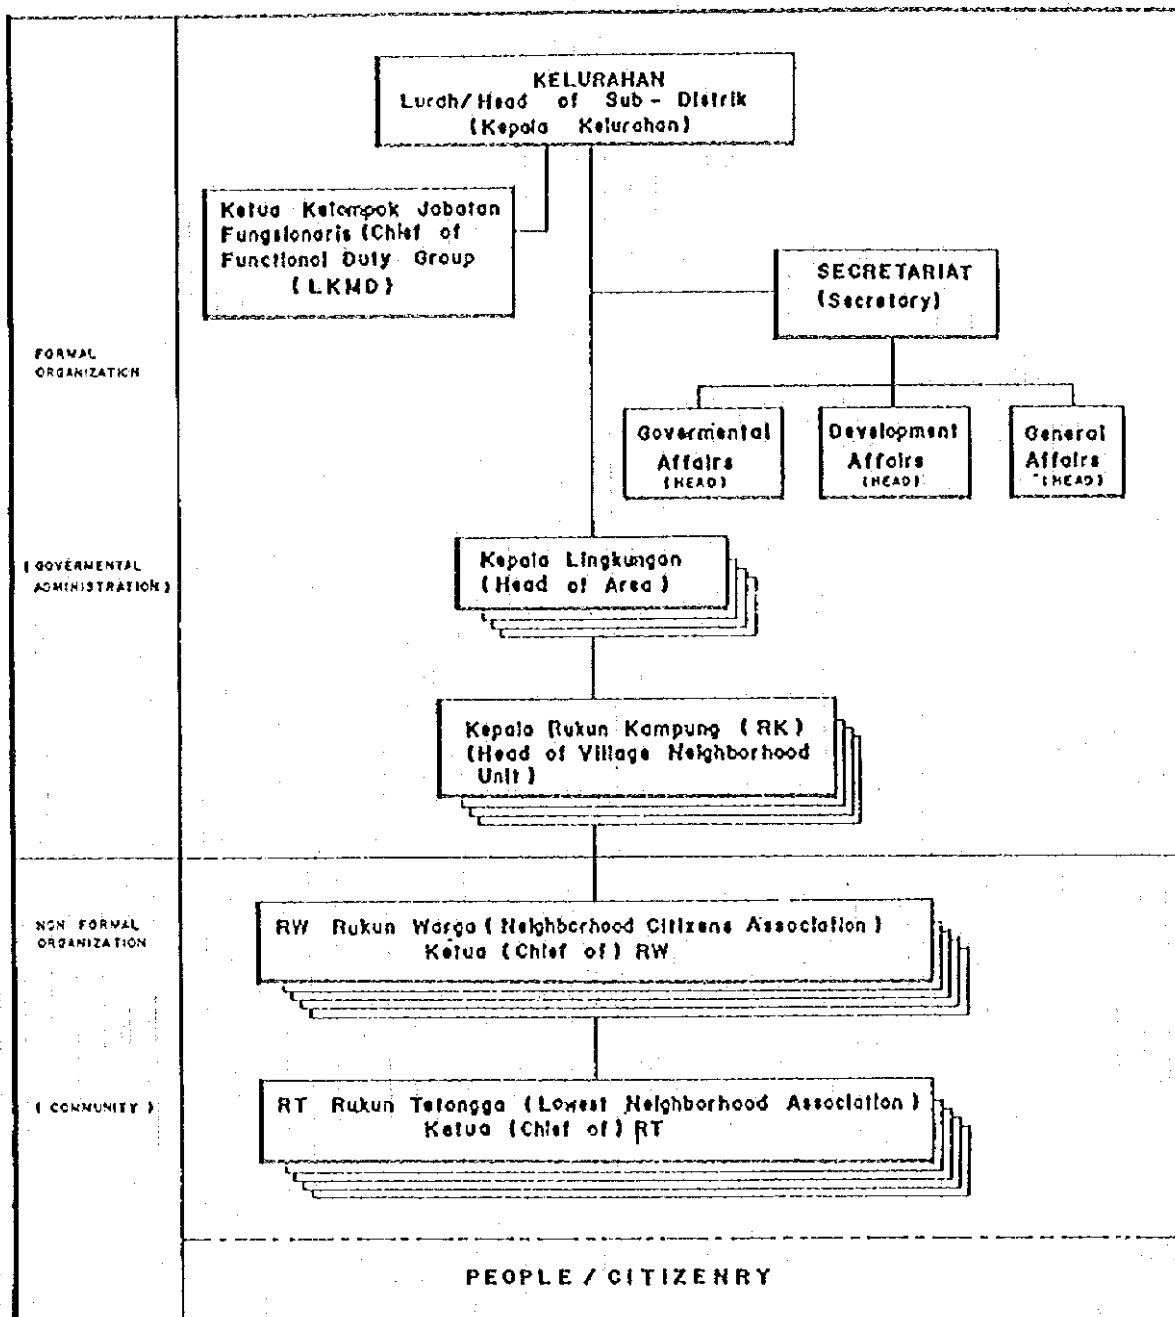 KELURAHAN
Lurah/Head of Sub - Distrik
(Kepala Kelurahan)
Ketua Kelompok Jabatan
Fungsionaris (Chief of
Functional Duty Group
(LKMD)
SECRETARIAT
(Secretary)
FORMAL
ORGANIZATION
Govermental
Affairs
(HEAD)
Development
Affairs
(HEAD)
General
Affairs
(HEAD)
(GOVERMENTAL
ADMINISTRATION)
Kepala Lingkungan
(Head of Area)
Kepala Rukun Kampung (RK)
(Head of Village Neighborhood
Unit)
NON FORMAL
ORGANIZATION
RW Rukun Warga (Neighborhood Citizens Association)
Ketua (Chief of) RW
(COMMUNITY)
RT Rukun Tetangga (Lowest Neighborhood Association)
Ketua (Chief of) RT
PEOPLE / CITIZENRY